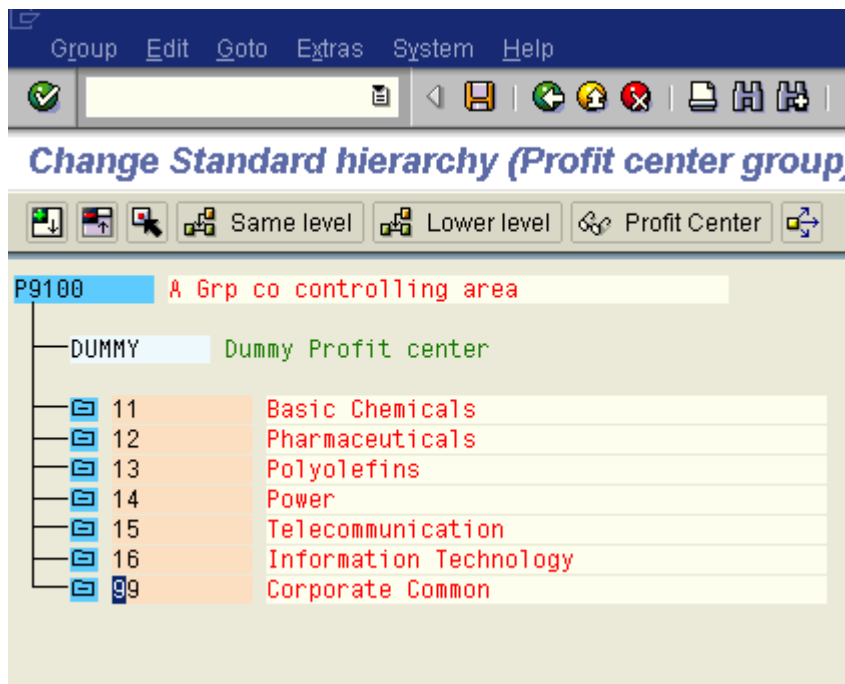 Group Edit Goto Extras System Help
Change Standard hierarchy (Profit center group)
Same level Lower level Profit Center
P9100 A Grp co controlling area
DUMMY Dummy Profit center
11 Basic Chemicals
12 Pharmaceuticals
13 Polyolefins
14 Power
15 Telecommunication
16 Information Technology
99 Corporate Common